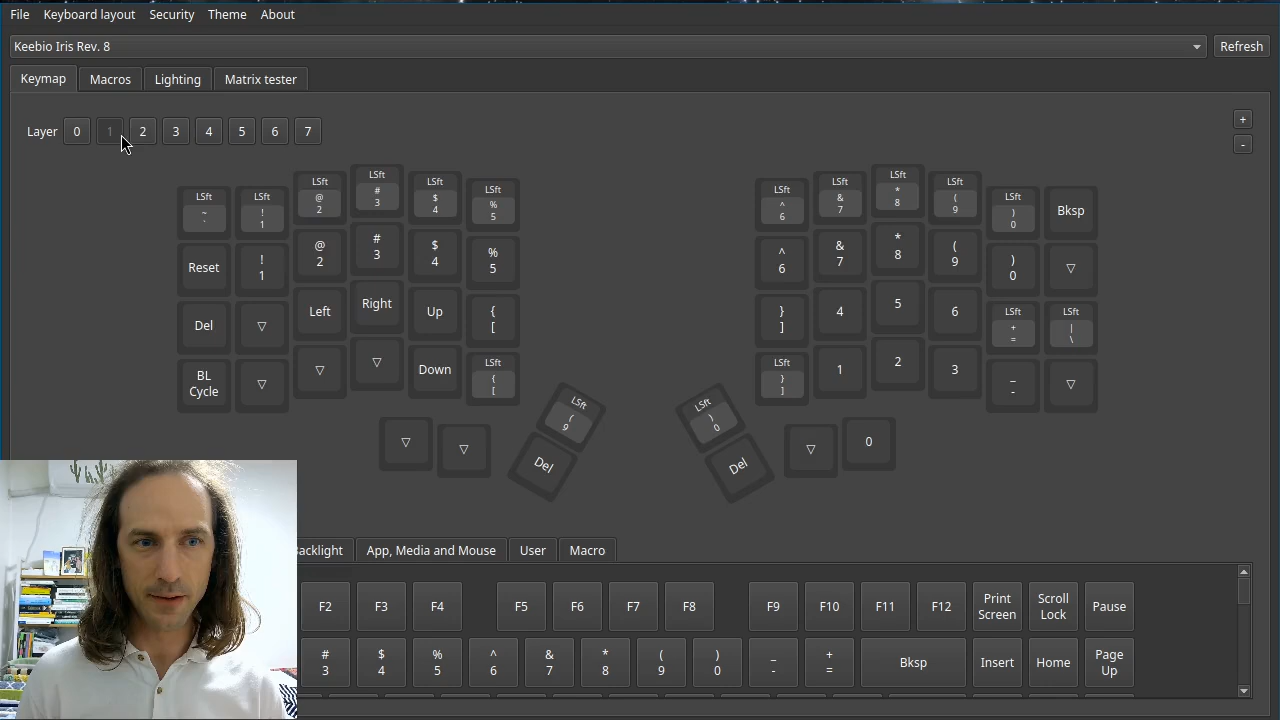 File Keyboard layout Security Theme About
Keebio Iris Rev. 8 Refresh
Keymap Macros Lighting Matrix tester
Layer 0 1 2 3 4 5 6 7 +
-
LSft ~ ` LSft ! 1 LSft @ 2 LSft # 3 LSft $ 4 LSft % 5 LSft ^ 6 LSft & 7 LSft * 8 LSft ( 9 LSft ) 0 Bksp
Reset ! 1 @ 2 # 3 $ 4 % 5 ^ 6 & 7 * 8 ( 9 ) 0 ▽
Del ▽ Left Right Up { [ } ] 4 5 6 LSft + = LSft | \
BL Cycle ▽ ▽ ▽ Down LSft { [ LSft } ] 1 2 3 _ - ▽
▽ ▽ LSft ( 9 LSft ) 0 ▽ 0
Del Del
Backlight App, Media and Mouse User Macro
F2 F3 F4 F5 F6 F7 F8 F9 F10 F11 F12 Print Screen Scroll Lock Pause
# 3 $ 4 % 5 ^ 6 & 7 * 8 ( 9 ) 0 _ - + = Bksp Insert Home Page Up